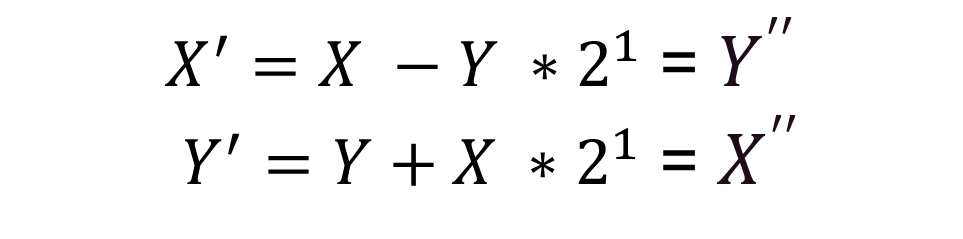 X′ = X − Y ∗ 2¹ = Y″
Y′ = Y + X ∗ 2¹ = X″